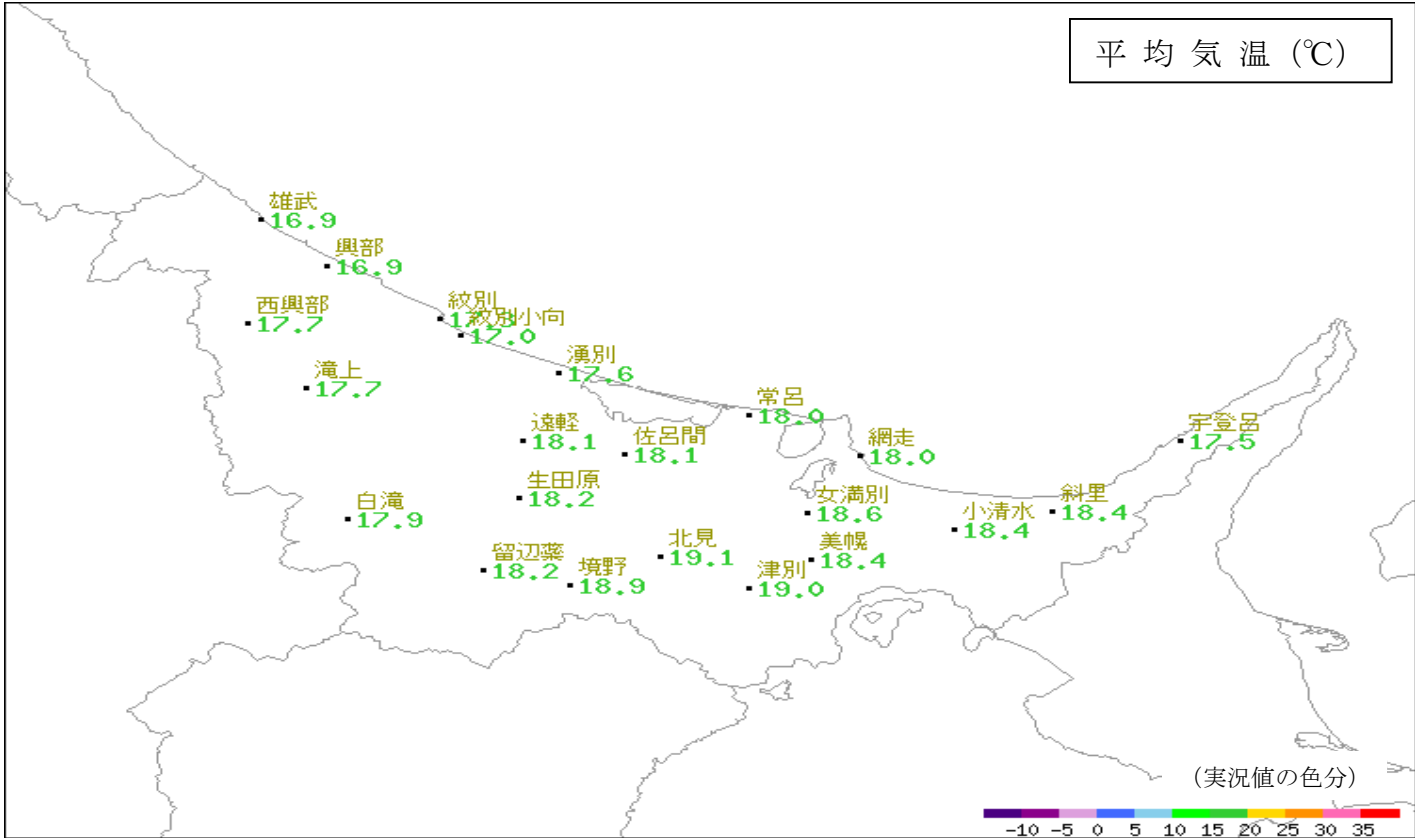 平均気温(℃)
雄武
16.9
興部
16.9
西興部
17.7
紋別
17.3
紋別小向
17.0
滝上
17.7
湧別
17.6
常呂
18.0
遠軽
18.1
佐呂間
18.1
網走
18.0
宇登呂
17.5
生田原
18.2
白滝
17.9
女満別
18.6
小清水
18.4
斜里
18.4
北見
19.1
美幌
18.4
留辺蘂
18.2
境野
18.9
津別
19.0
(実況値の色分)
-10 -5 0 5 10 15 20 25 30 35